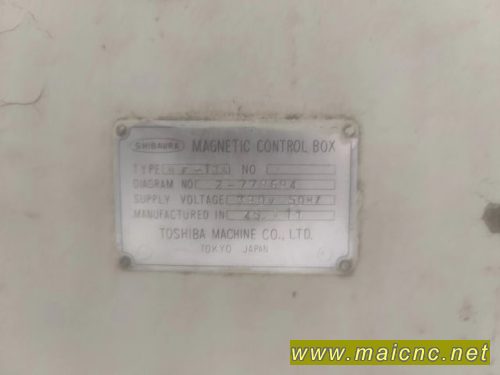 SHIBAURA MAGNETIC CONTROL BOX
TYPE NO
DIAGRAM NO
SUPPLY VOLTAGE 50HZ
MANUFACTURED IN
TOSHIBA MACHINE CO., LTD.
TOKYO JAPAN
www.maicnc.net